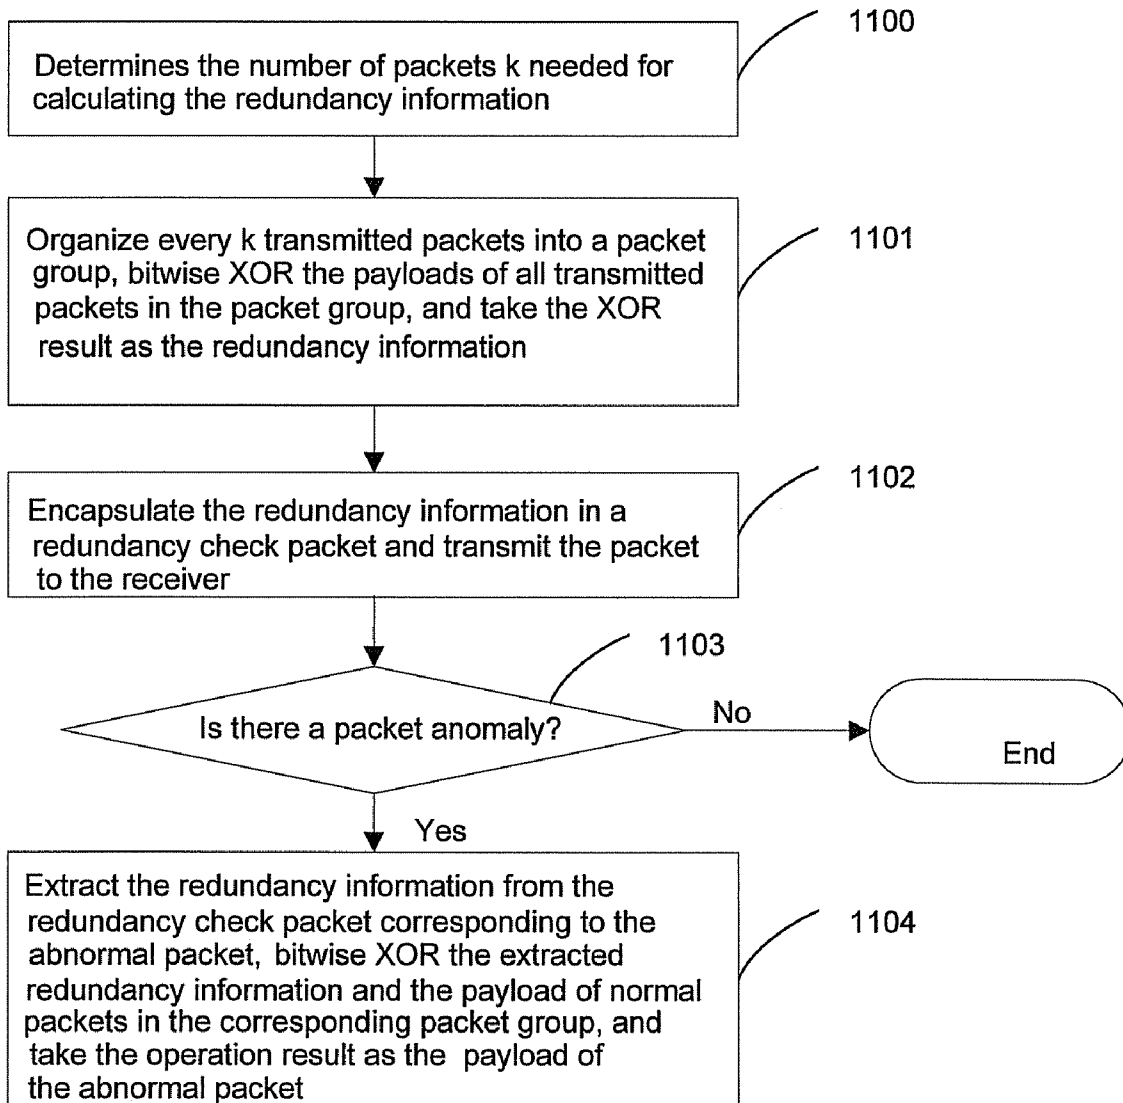 1100
Determines the number of packets k needed for
calculating the redundancy information
1101
Organize every k transmitted packets into a packet
group, bitwise XOR the payloads of all transmitted
packets in the packet group, and take the XOR
result as the redundancy information
1102
Encapsulate the redundancy information in a
redundancy check packet and transmit the packet
to the receiver
1103
Is there a packet anomaly?
No
End
Yes
1104
Extract the redundancy information from the
redundancy check packet corresponding to the
abnormal packet, bitwise XOR the extracted
redundancy information and the payload of normal
packets in the corresponding packet group, and
take the operation result as the payload of
the abnormal packet